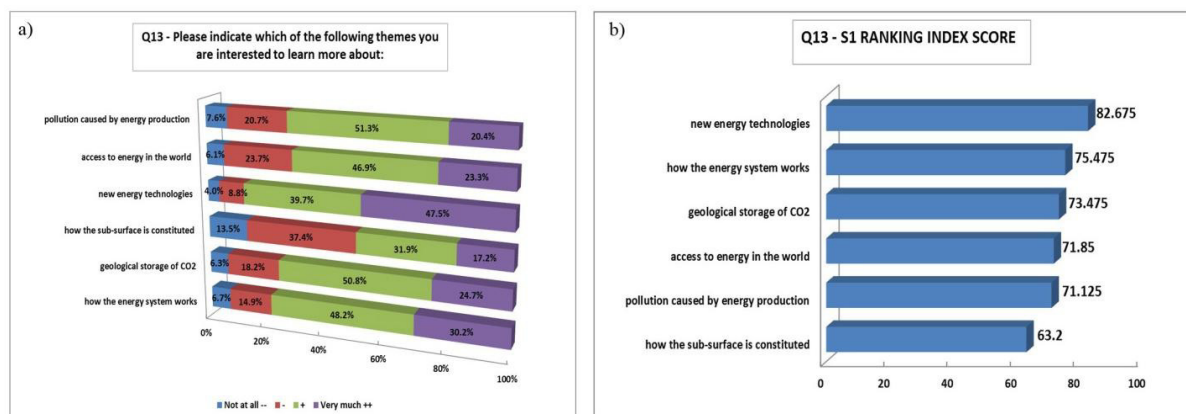 a)
Q13 - Please indicate which of the following themes you
are interested to learn more about:
pollution caused by energy production
7.6% 20.7% 51.3% 20.4%
access to energy in the world
6.1% 23.7% 46.9% 23.3%
new energy technologies
4.0% 8.8% 39.7% 47.5%
how the sub-surface is constituted
13.5% 37.4% 31.9% 17.2%
geological storage of CO2
6.3% 18.2% 50.8% 24.7%
how the energy system works
6.7% 14.9% 48.2% 30.2%
0% 20% 40% 60% 80% 100%
Not at all -- - + Very much ++
b)
Q13 - S1 RANKING INDEX SCORE
new energy technologies 82.675
how the energy system works 75.475
geological storage of CO2 73.475
access to energy in the world 71.85
pollution caused by energy production 71.125
how the sub-surface is constituted 63.2
0 20 40 60 80 100